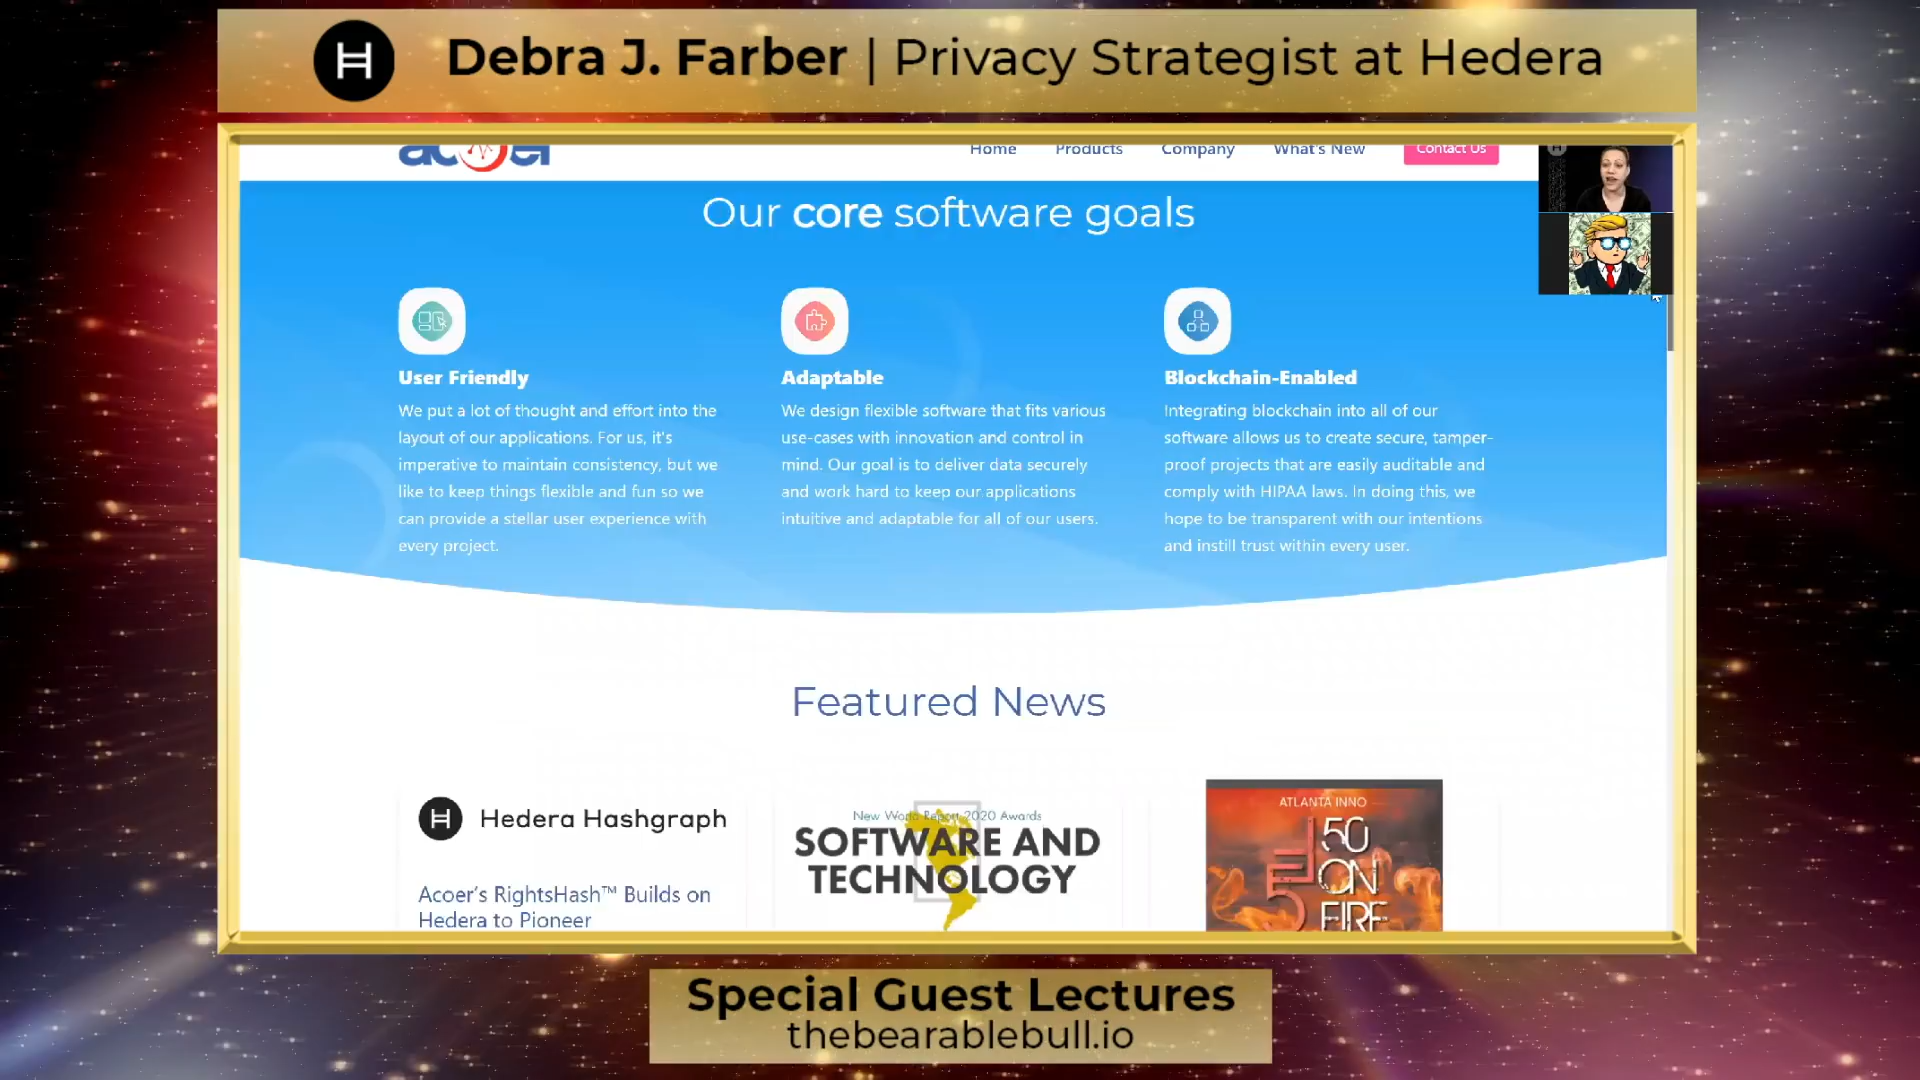 Debra J. Farber | Privacy Strategist at Hedera
acoer
Home Products Company What's New Contact Us
Our core software goals
User Friendly
We put a lot of thought and effort into the
layout of our applications. For us, it's
imperative to maintain consistency, but we
like to keep things flexible and fun so we
can provide a stellar user experience with
every project.
Adaptable
We design flexible software that fits various
use-cases with innovation and control in
mind. Our goal is to deliver data securely
and work hard to keep our applications
intuitive and adaptable for all of our users.
Blockchain-Enabled
Integrating blockchain into all of our
software allows us to create secure, tamper-
proof projects that are easily auditable and
comply with HIPAA laws. In doing this, we
hope to be transparent with our intentions
and instill trust within every user.
Featured News
Hedera Hashgraph
Acoer's RightsHash™ Builds on
Hedera to Pioneer
New World Report 2020 Awards
SOFTWARE AND
TECHNOLOGY
ATLANTA INNO
50
ON
FIRE
Special Guest Lectures
thebearablebull.io